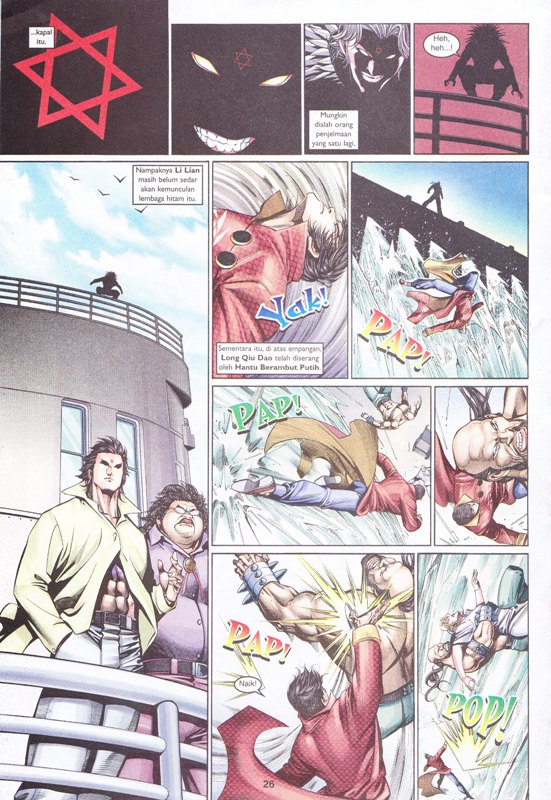 ...kapal
itu.
Mungkin
dialah orang
penjelmaan
yang satu lagi.
Heh,
heh...!
Nampaknya Li Lian
masih belum sedar
akan kemunculan
lembaga hitam itu.
Yak!
Sementara itu, di atas empangan,
Long Qiu Dao telah diserang
oleh Hantu Berambut Putih.
PAP!
PAP!
PAP!
Naik!
POP!
26